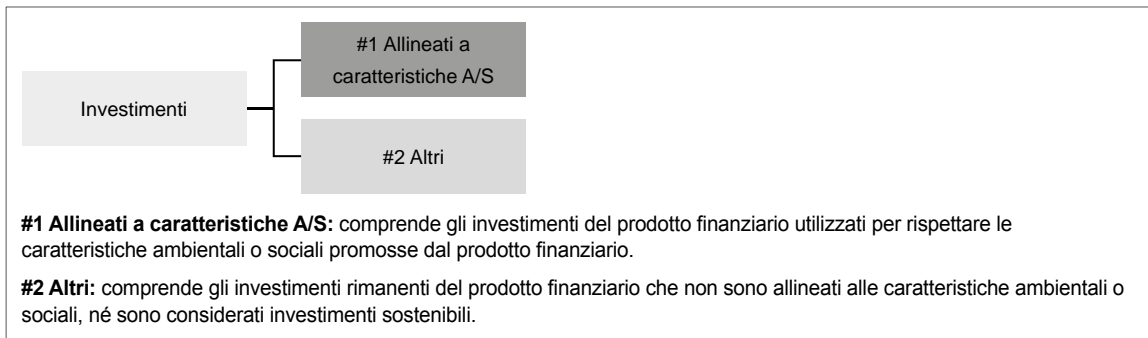 #1 Allineati a
caratteristiche A/S
Investimenti
#2 Altri
#1 Allineati a caratteristiche A/S: comprende gli investimenti del prodotto finanziario utilizzati per rispettare le
caratteristiche ambientali o sociali promosse dal prodotto finanziario.
#2 Altri: comprende gli investimenti rimanenti del prodotto finanziario che non sono allineati alle caratteristiche ambientali o
sociali, né sono considerati investimenti sostenibili.